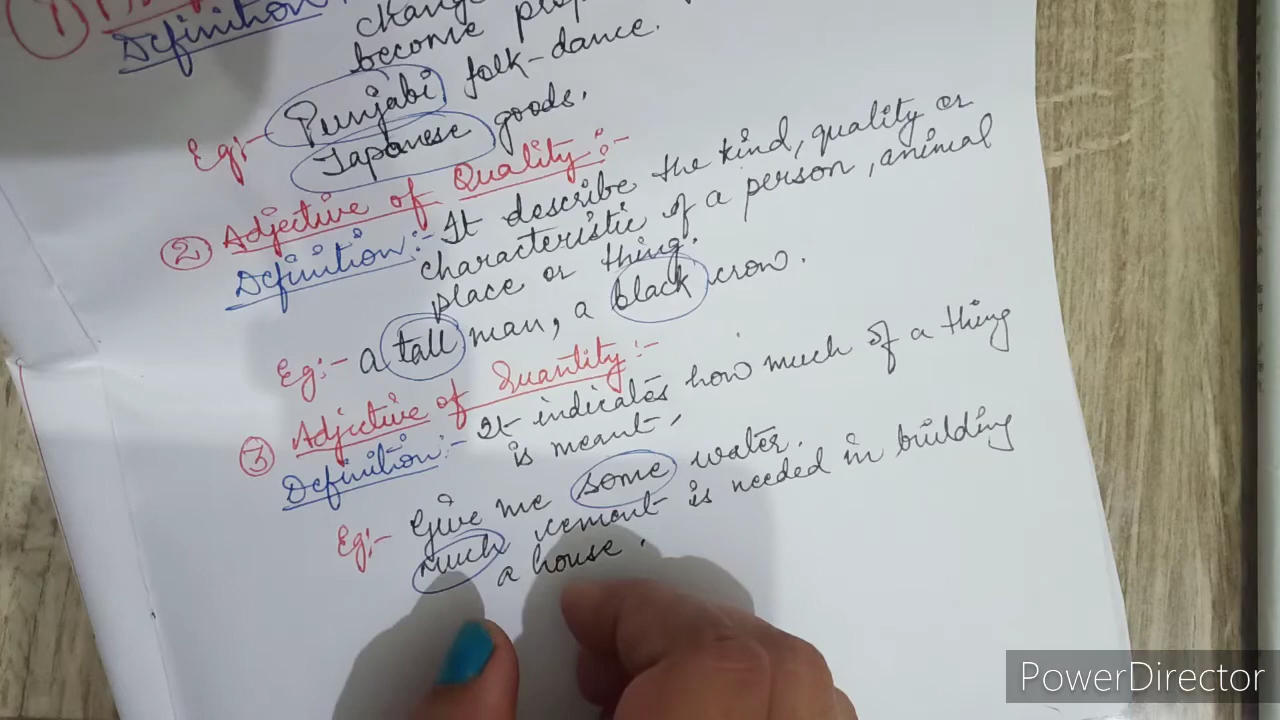 1)
Definition
change
become prop
Eg:- Punjabi folk-dance.
Japanese goods.
2 Adjective of Quality :-
Definition:- It describe the kind, quality or
characteristic of a person, animal
place or thing.
Eg:- a tall man, a black crow.
3 Adjective of Quantity :-
Definition:- It indicates how much of a thing
is meant,
Eg:- Give me some water.
Much cement is needed in building
a house.
PowerDirector